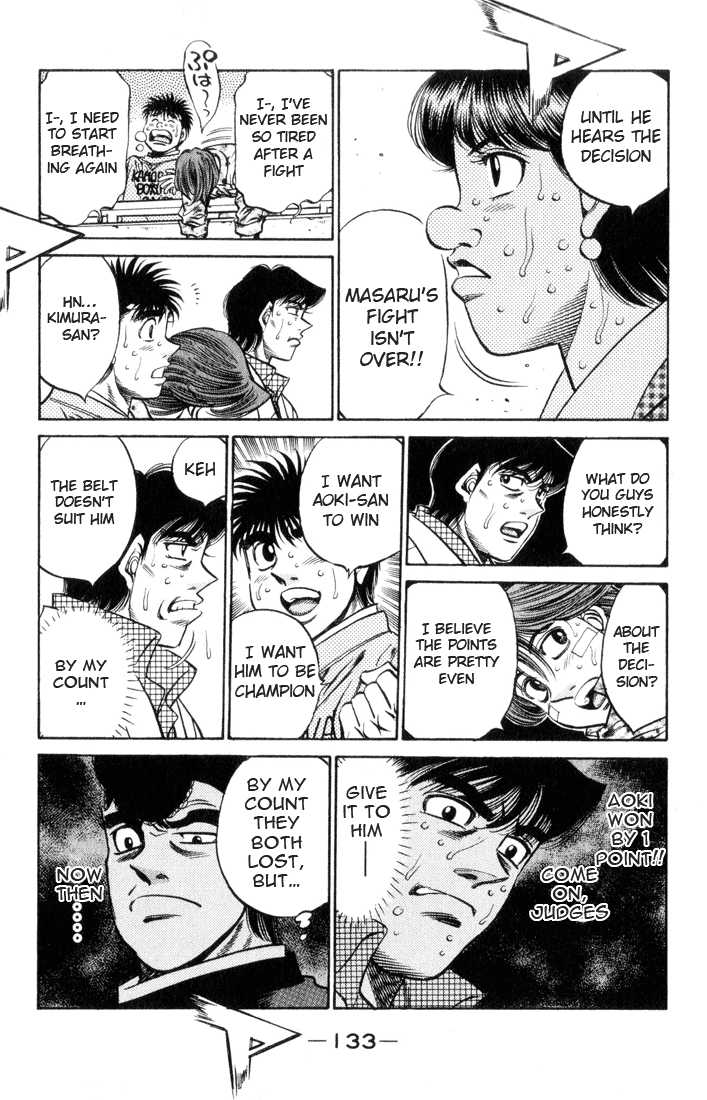 UNTIL HE
HEARS THE
DECISION
MASARU'S
FIGHT
ISN'T
OVER!!
I-, I'VE
NEVER BEEN
SO TIRED
AFTER A
FIGHT
ぷはー
I-, I NEED
TO START
BREATH-
ING AGAIN
HN...
KIMURA-
SAN?
WHAT DO
YOU GUYS
HONESTLY
THINK?
I WANT
AOKI-SAN
TO WIN
I WANT
HIM TO BE
CHAMPION
KEH
THE BELT
DOESN'T
SUIT HIM
BY MY
COUNT
...
ABOUT
THE
DECI-
SION?
I BELIEVE
THE POINTS
ARE PRETTY
EVEN
AOKI
WON
BY 1
POINT!!
COME
ON,
JUDGES
GIVE
IT TO
HIM
—
BY MY
COUNT
THEY
BOTH
LOST,
BUT...
NOW
THEN
.....
—133—